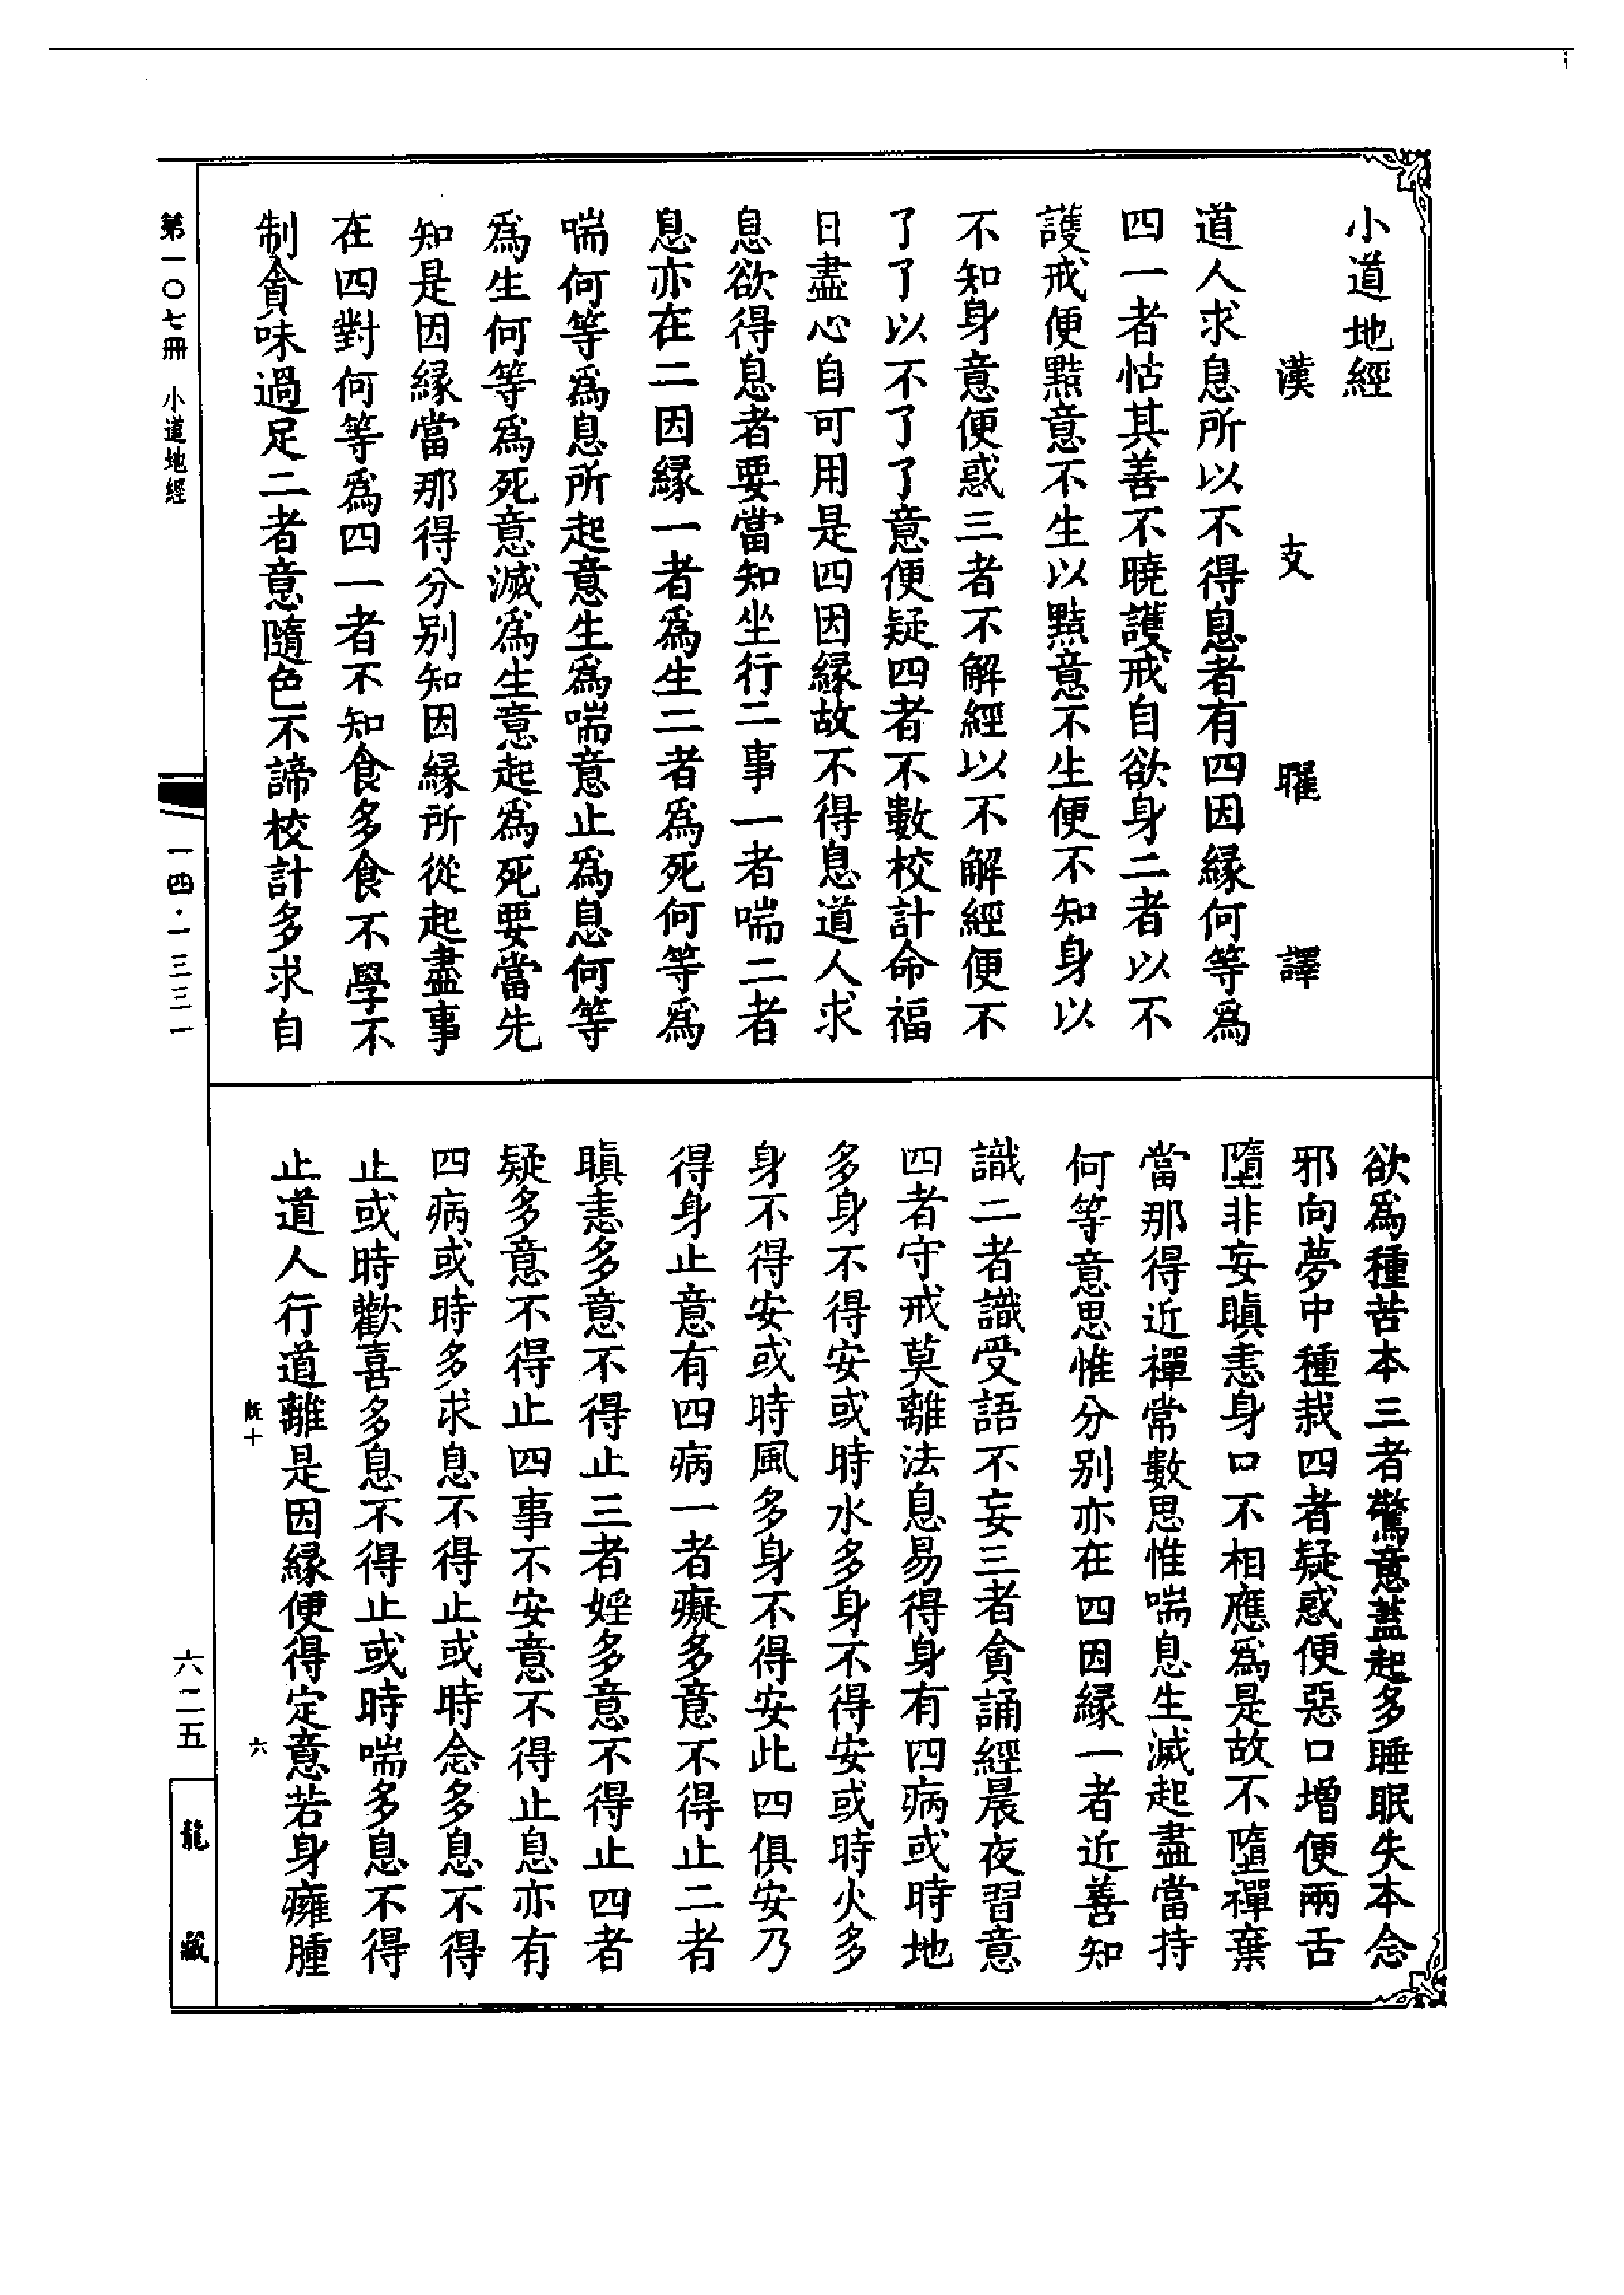 小道地經
漢支曜譯
道人求息所以不得息者有四因緣何等爲
四一者怙其善不曉護戒自欲身二者以不
護戒便黠意不生以黠意不生便不知身以
不知身意便惑三者不解經以不解經便不
了了以不了了意便疑四者不數校計命福
日盡心自可用是四因緣故不得息道人求
息欲得息者要當知坐行二事一者喘二者
息亦在二因緣一者爲生二者爲死何等爲
喘何等爲息所起意生爲喘意止爲息何等
爲生何等爲死意滅爲生意起爲死要當先
知是因緣當那得分别知因緣所從起盡事
在四對何等爲四一者不知食多食不學不
制貪味過足二者意隨色不諦校計多求自
欲爲種苦本三者驚意蓋起多睡眠失本念
邪向夢中種栽四者疑惑便惡口增便兩舌
墮非妄瞋恚身口不相應爲是故不墮禪棄
當那得近禪常數思惟喘息生滅起盡當持
何等意思惟分别亦在四因緣一者近善知
識二者識受語不妄三者貪誦經晨夜習意
四者守戒莫離法息易得身有四病或時地
多身不得安或時水多身不得安或時火多
身不得安或時風多身不得安此四俱安乃
得身止意有四病一者癡多意不得止二者
瞋恚多意不得止三者婬多意不得止四者
疑多意不得止四事不安意不得止息亦有
四病或時多求息不得止或時念多息不得
止或時歡喜多息不得止或時喘多息不得
止道人行道離是因緣便得定意若身癰腫
既十
六
第一〇七冊 小道地經
一四·一三三一
六二五
龍藏